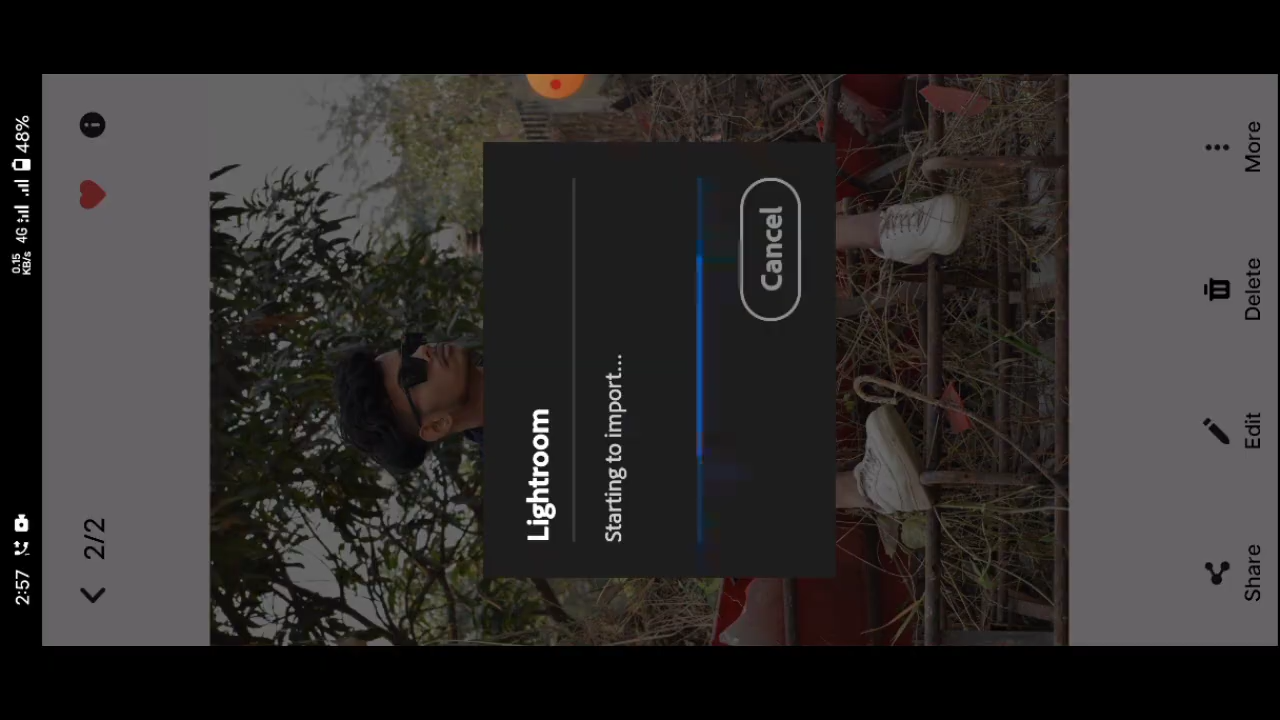 2:57
0.15
KB/s
4G
48%
2/2
Lightroom
Starting to import...
Cancel
Share
Edit
Delete
More